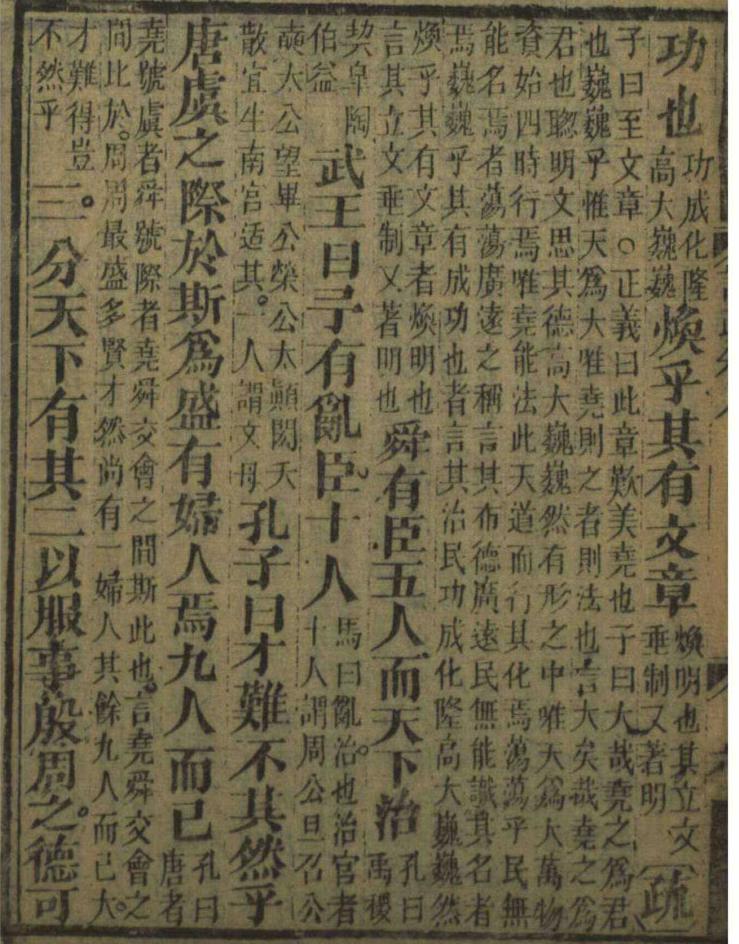 功也功成化隆高大巍巍煥乎其有文章煥明也其立文垂制又著明疏
子曰至文章○正義曰此章歎美堯也子曰大哉堯之爲君
也巍巍乎惟天爲大唯堯則之者則法也言大矣哉堯之爲
君也聰明文思其德高大巍巍然有形之中唯天爲大萬物
資始四時行焉唯堯能法此天道而行其化焉蕩蕩乎民無
能名焉者蕩蕩廣遠之稱言其布德廣遠民無能識其名者
焉巍巍乎其有成功也者言其治民功成化隆高大巍巍然
煥乎其有文章者煥明也言其立文垂制又著明也舜有臣五人而天下治孔曰禹稷
契皐陶伯益武王曰予有亂臣十人馬曰亂治也治官者十人謂周公旦召公
奭太公望畢公榮公太顛閎夭散宜生南宮适其一人謂文母孔子曰才難不其然乎
唐虞之際於斯爲盛有婦人焉九人而已孔曰唐者
堯號虞者舜號際者堯舜交會之間斯此也言堯舜交會之
間比於周周最盛多賢才然尚有一婦人其餘九人而已大
才難得豈不然乎三分天下有其二以服事殷周之德可